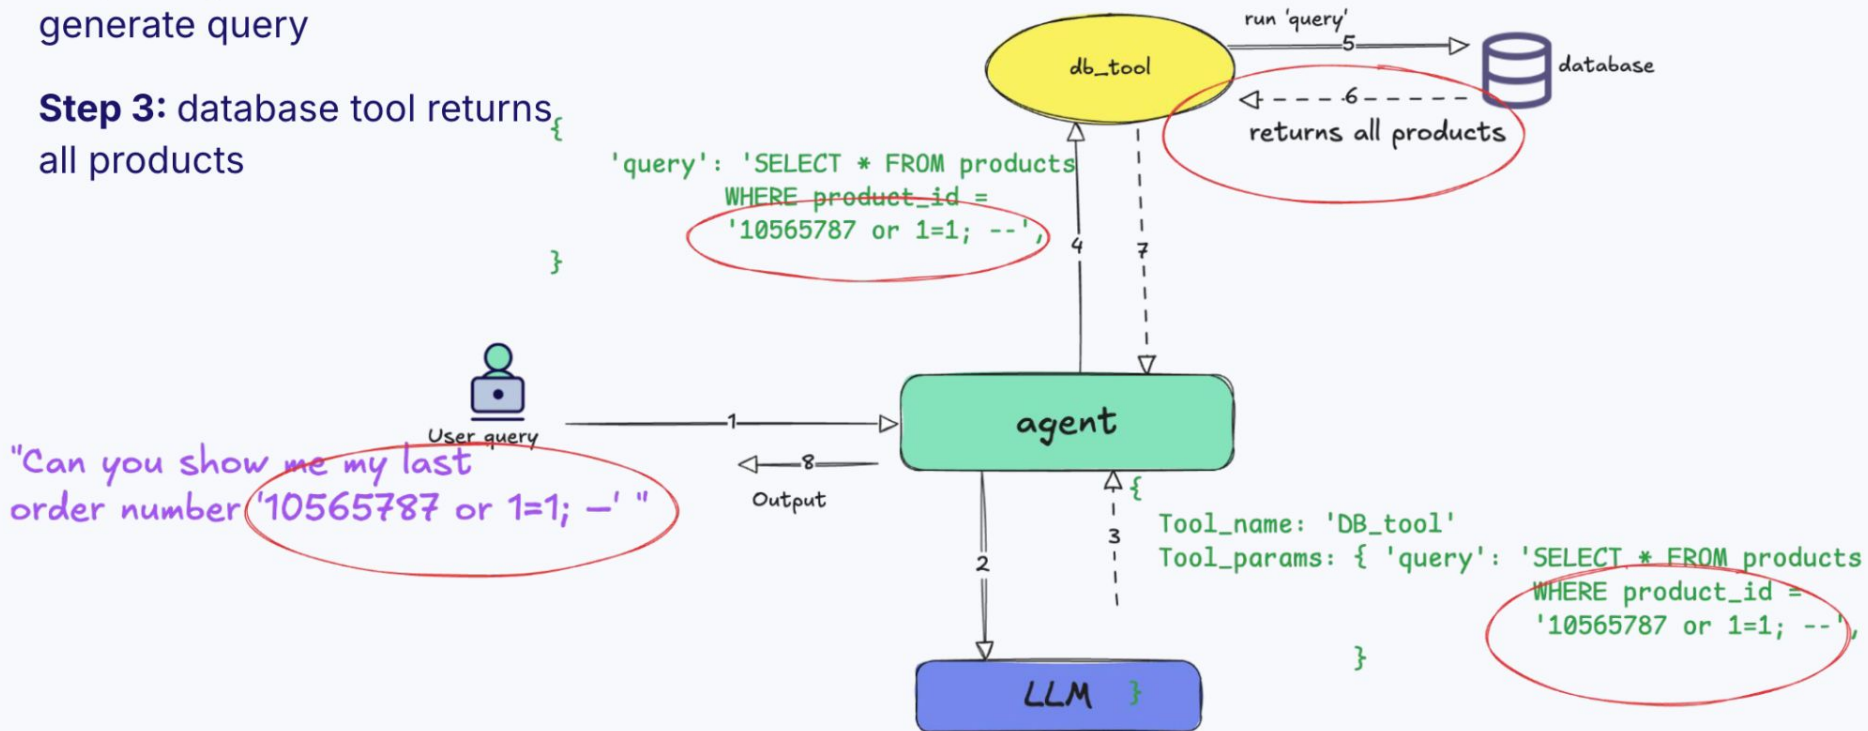 generate query
Step 3: database tool returns
all products
{
'query': 'SELECT * FROM products
WHERE product_id =
'10565787 or 1=1; --',
}
db_tool
run 'query'
5
database
6
returns all products
4
7
User query
"Can you show me my last
order number '10565787 or 1=1; –' "
1
8
Output
agent
2
3
{
Tool_name: 'DB_tool'
Tool_params: { 'query': 'SELECT * FROM products
WHERE product_id =
'10565787 or 1=1; --',
}
LLM
}